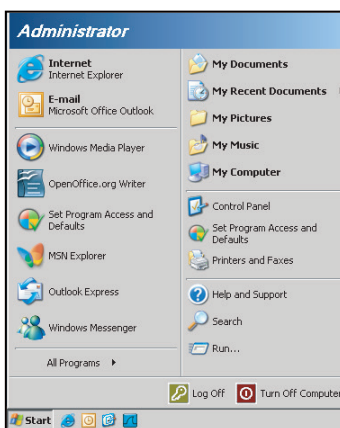 Administrator
Internet
Internet Explorer
E-mail
Microsoft Office Outlook
Windows Media Player
OpenOffice.org Writer
Set Program Access and
Defaults
MSN Explorer
Outlook Express
Windows Messenger
All Programs
My Documents
My Recent Documents
My Pictures
My Music
My Computer
Control Panel
Set Program Access and
Defaults
Printers and Faxes
Help and Support
Search
Run...
Log Off
Turn Off Computer
Start